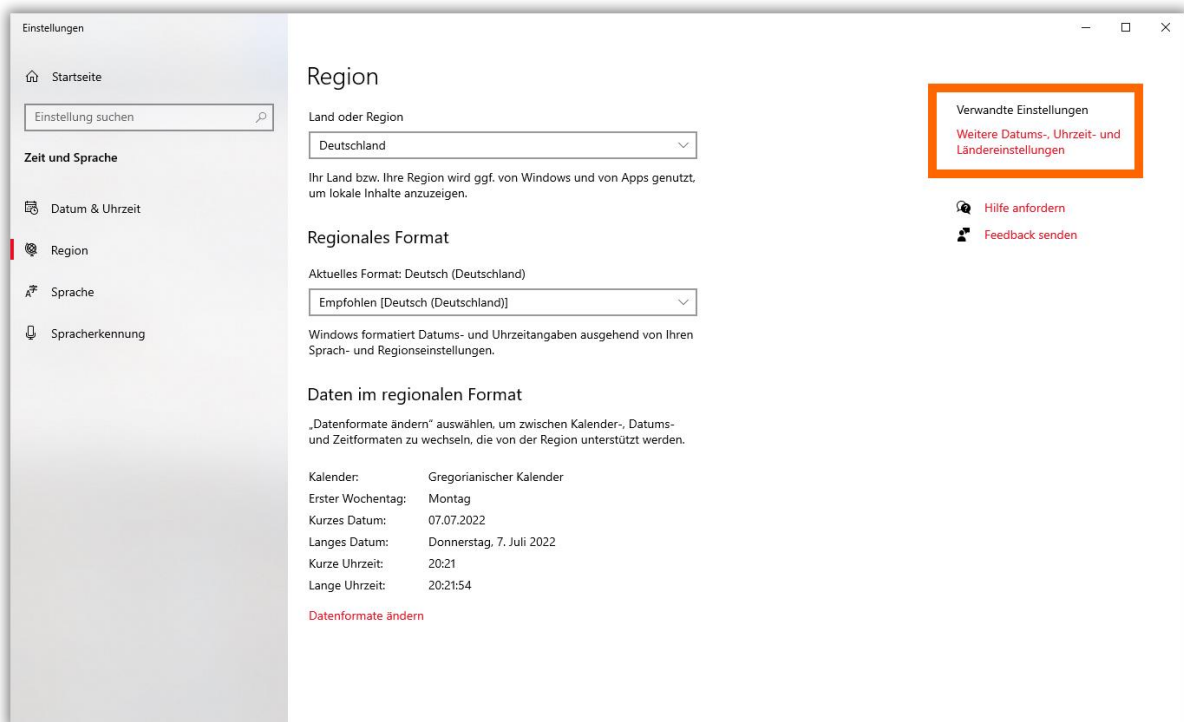 Einstellungen
Startseite
Einstellung suchen
Zeit und Sprache
Datum & Uhrzeit
Region
Sprache
Spracherkennung
Region
Land oder Region
Deutschland
Ihr Land bzw. Ihre Region wird ggf. von Windows und von Apps genutzt,
um lokale Inhalte anzuzeigen.
Regionales Format
Aktuelles Format: Deutsch (Deutschland)
Empfohlen [Deutsch (Deutschland)]
Windows formatiert Datums- und Uhrzeitangaben ausgehend von Ihren
Sprach- und Regionseinstellungen.
Daten im regionalen Format
„Datenformate ändern“ auswählen, um zwischen Kalender-, Datums-
und Zeitformaten zu wechseln, die von der Region unterstützt werden.
Kalender: Gregorianischer Kalender
Erster Wochentag: Montag
Kurzes Datum: 07.07.2022
Langes Datum: Donnerstag, 7. Juli 2022
Kurze Uhrzeit: 20:21
Lange Uhrzeit: 20:21:54
Datenformate ändern
Verwandte Einstellungen
Weitere Datums-, Uhrzeit- und
Ländereinstellungen
Hilfe anfordern
Feedback senden